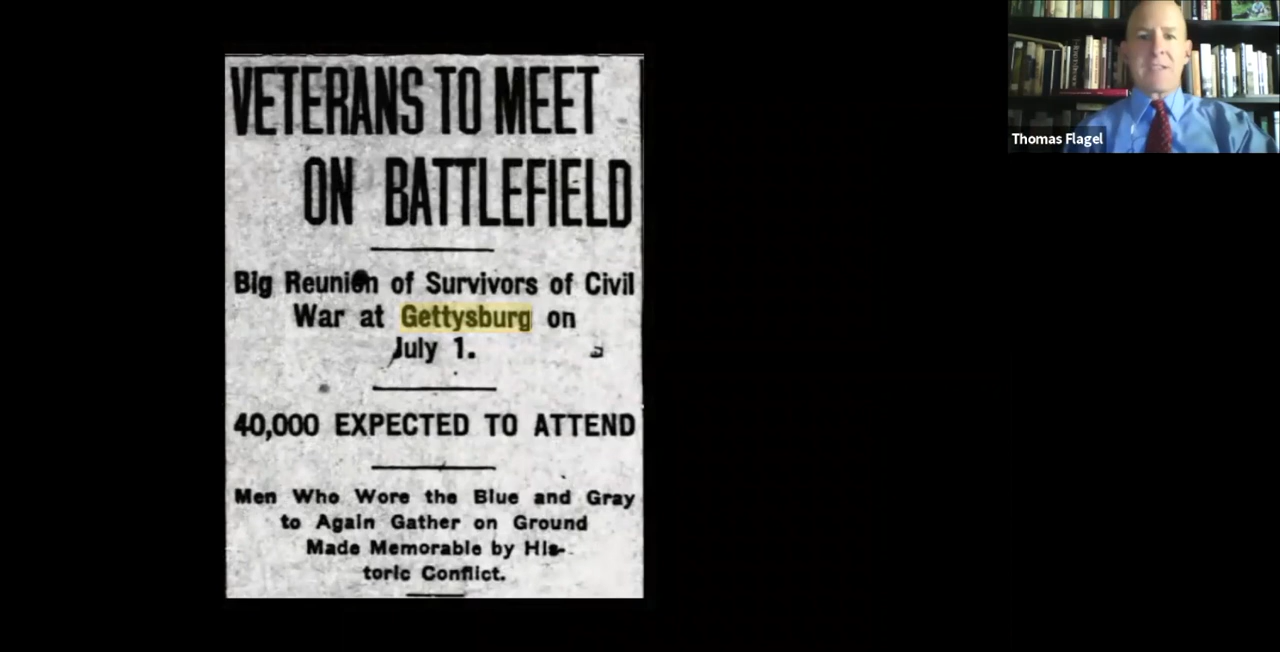 VETERANS TO MEET
ON BATTLEFIELD
Big Reunion of Survivors of Civil
War at Gettysburg on
July 1.
40,000 EXPECTED TO ATTEND
Men Who Wore the Blue and Gray
to Again Gather on Ground
Made Memorable by His-
toric Conflict.
Thomas Flagel